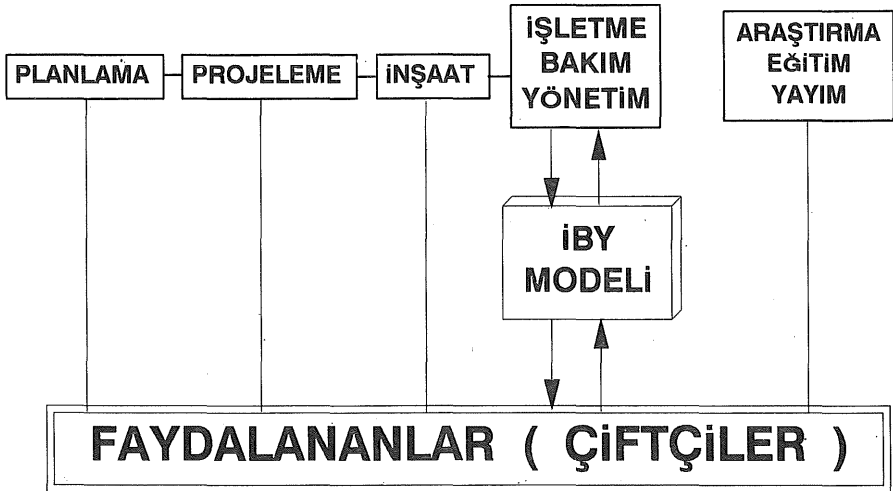 PLANLAMA
PROJELEME
İNŞAAT
İŞLETME
BAKIM
YÖNETİM
ARAŞTIRMA
EĞİTİM
YAYIM
İBY
MODELİ
FAYDALANANLAR ( ÇİFTÇİLER )